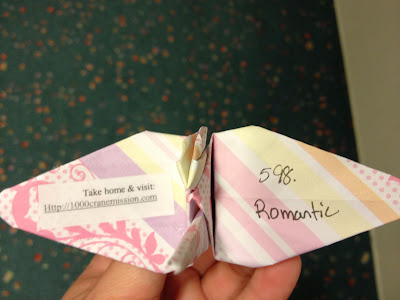 Take home & visit:
Http://1000cranemission.com
598.
Romantic